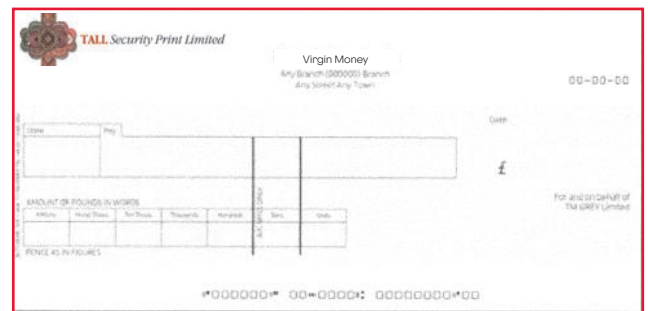 TALL Security Print Limited
Virgin Money
Any Branch (000000) Branch
Any Street Any Town
00-00-00
Date
Pay
£
AMOUNT OF POUNDS IN WORDS
Millions Hund Thous Ten Thous Thousands Hundreds Tens Units
A/C PAYEE ONLY
For and on behalf of
TM GREY Limited
PENCE AS IN FIGURES
⑈000000⑈ 00⑉0000⑆ 00000000⑈00